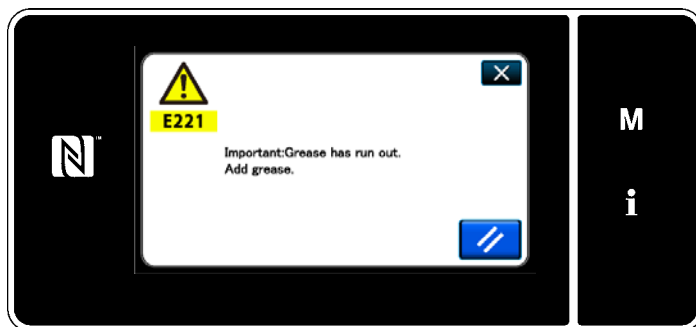 E221
Important:Grease has run out.
Add grease.
M
i